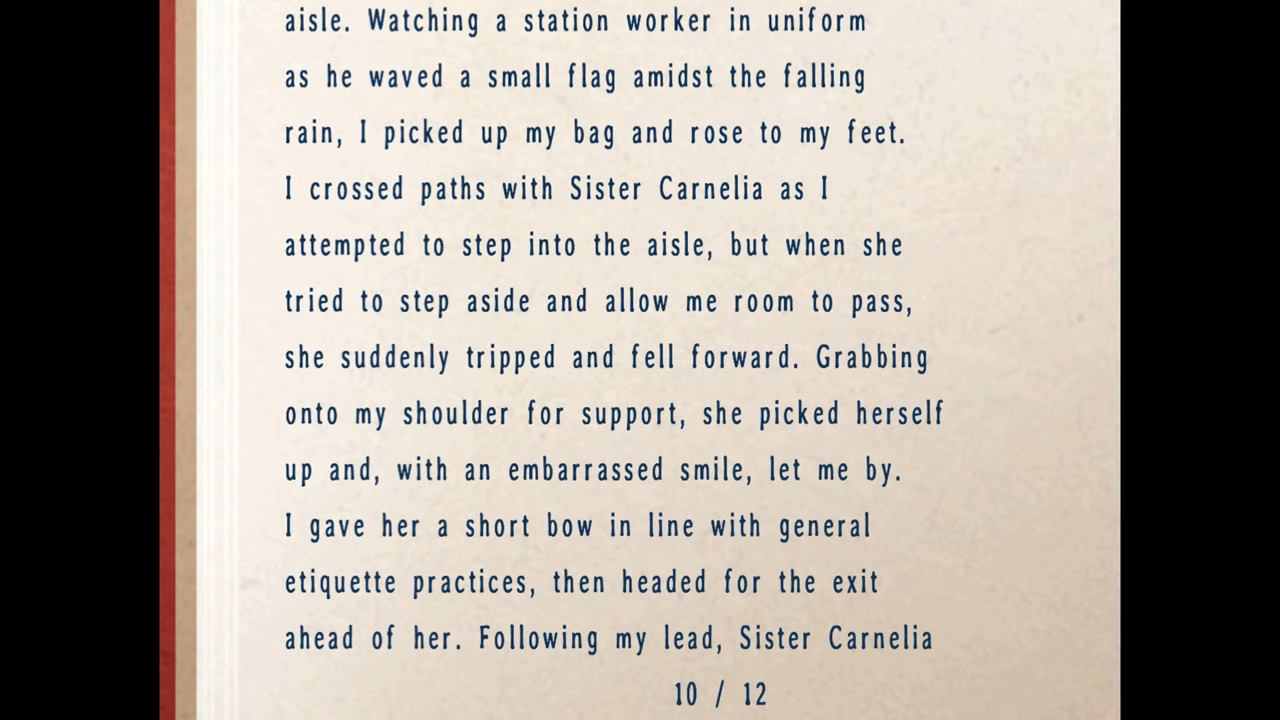 aisle. Watching a station worker in uniform
as he waved a small flag amidst the falling
rain, I picked up my bag and rose to my feet.
I crossed paths with Sister Carnelia as I
attempted to step into the aisle, but when she
tried to step aside and allow me room to pass,
she suddenly tripped and fell forward. Grabbing
onto my shoulder for support, she picked herself
up and, with an embarrassed smile, let me by.
I gave her a short bow in line with general
etiquette practices, then headed for the exit
ahead of her. Following my lead, Sister Carnelia
10 / 12